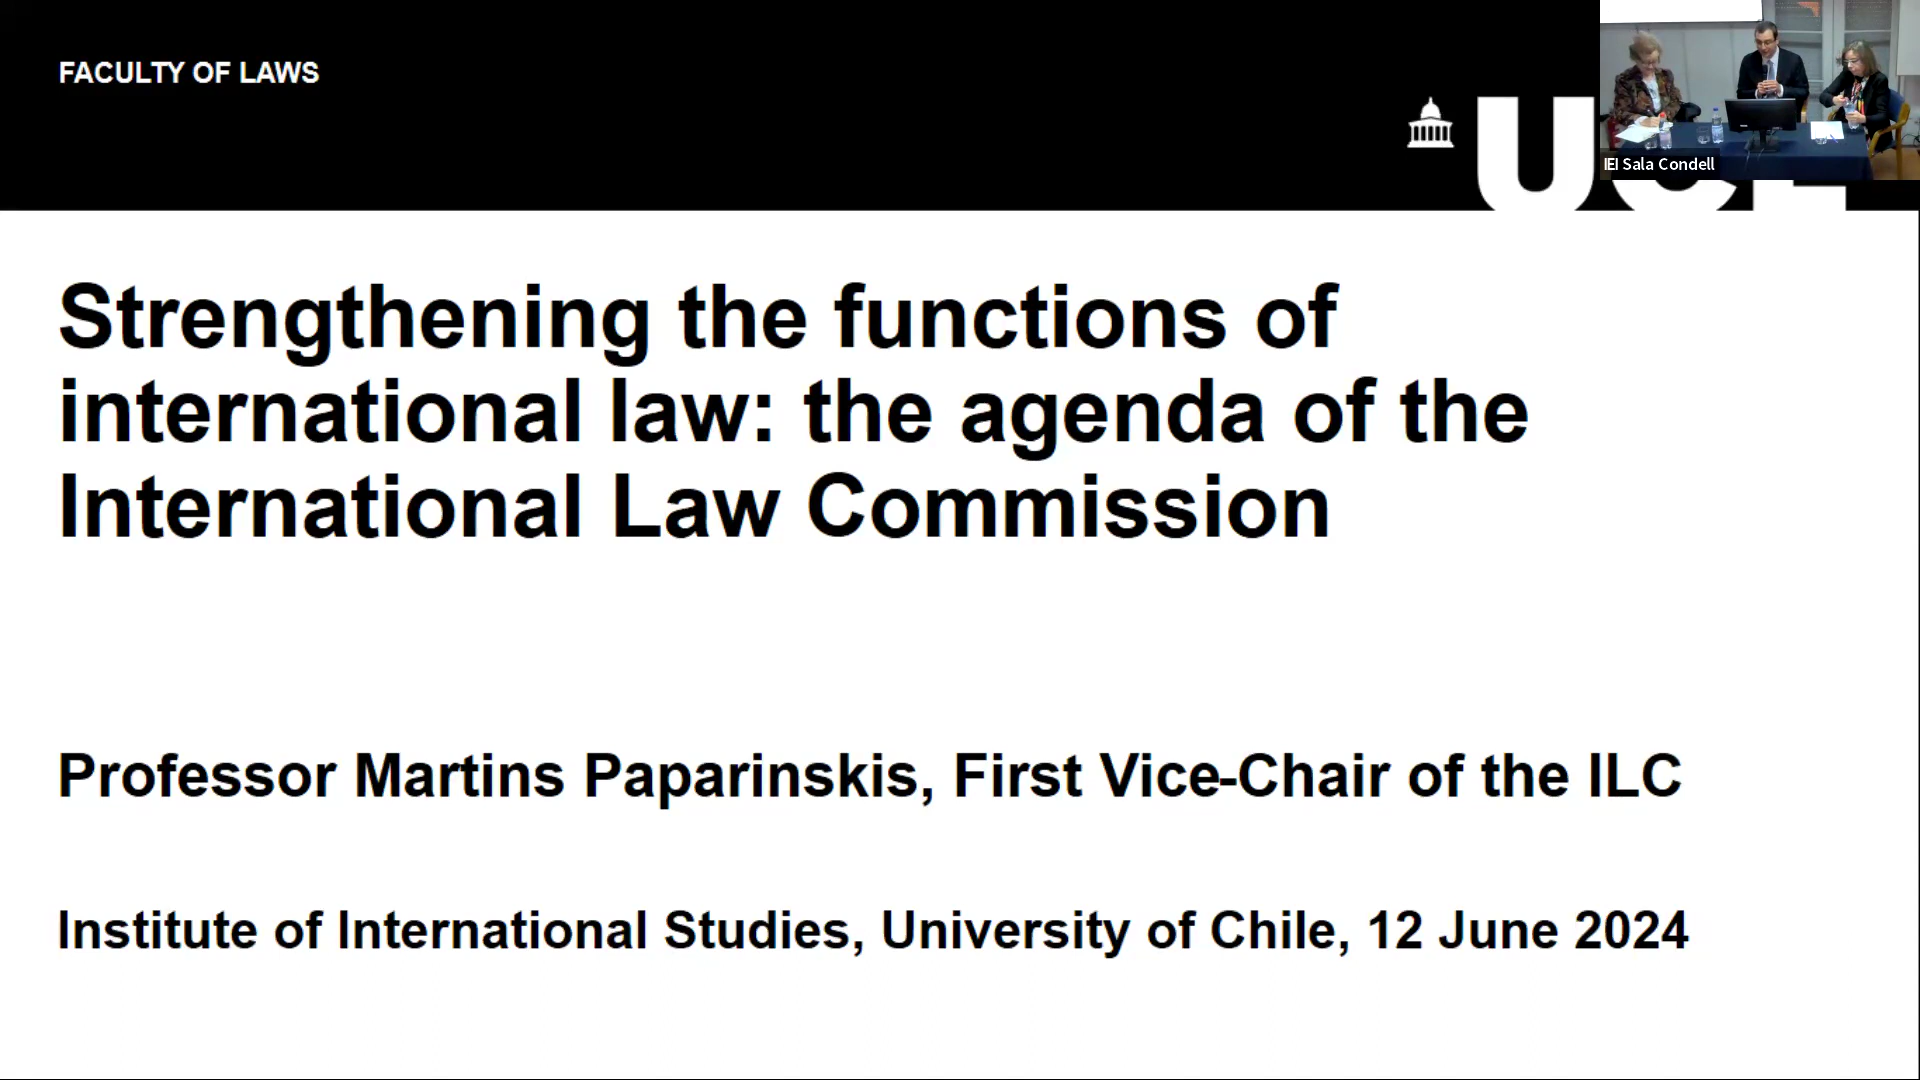 FACULTY OF LAWS
UCL
IEI Sala Condell
Strengthening the functions of
international law: the agenda of the
International Law Commission
Professor Martins Paparinskis, First Vice-Chair of the ILC
Institute of International Studies, University of Chile, 12 June 2024